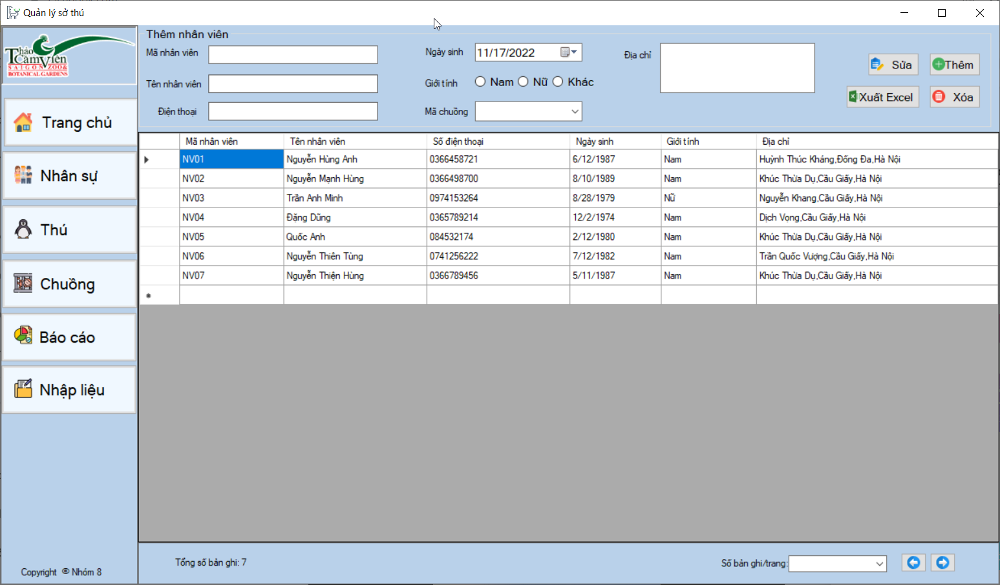 Quản lý sở thú
Thảo
Cầm Viên
SAIGON ZOO&
BOTANICAL GARDENS
Trang chủ
Nhân sự
Thú
Chuồng
Báo cáo
Nhập liệu
Copyright © Nhóm 8
Thêm nhân viên
Mã nhân viên
Tên nhân viên
Điện thoại
Ngày sinh 11/17/2022
Giới tính Nam Nữ Khác
Mã chuồng
Địa chỉ
Sửa Thêm
Xuất Excel Xóa
Mã nhân viên Tên nhân viên Số điện thoại Ngày sinh Giới tính Địa chỉ
NV01 Nguyễn Hùng Anh 0366458721 6/12/1987 Nam Huỳnh Thúc Kháng,Đống Đa,Hà Nội
NV02 Nguyễn Mạnh Hùng 0366498700 8/10/1989 Nam Khúc Thừa Dụ,Cầu Giấy,Hà Nội
NV03 Trần Anh Minh 0974153264 8/28/1979 Nữ Nguyễn Khang,Cầu Giấy,Hà Nội
NV04 Đặng Dũng 0365789214 12/2/1974 Nam Dịch Vọng,Cầu Giấy,Hà Nội
NV05 Quốc Anh 084532174 2/12/1980 Nam Khúc Thừa Dụ,Cầu Giấy,Hà Nội
NV06 Nguyễn Thiên Tùng 0741256222 7/12/1982 Nam Trần Quốc Vượng,Cầu Giấy,Hà Nội
NV07 Nguyễn Thiện Hùng 0366789456 5/11/1987 Nam Khúc Thừa Dụ,Cầu Giấy,Hà Nội
Tổng số bản ghi: 7
Số bản ghi/trang: